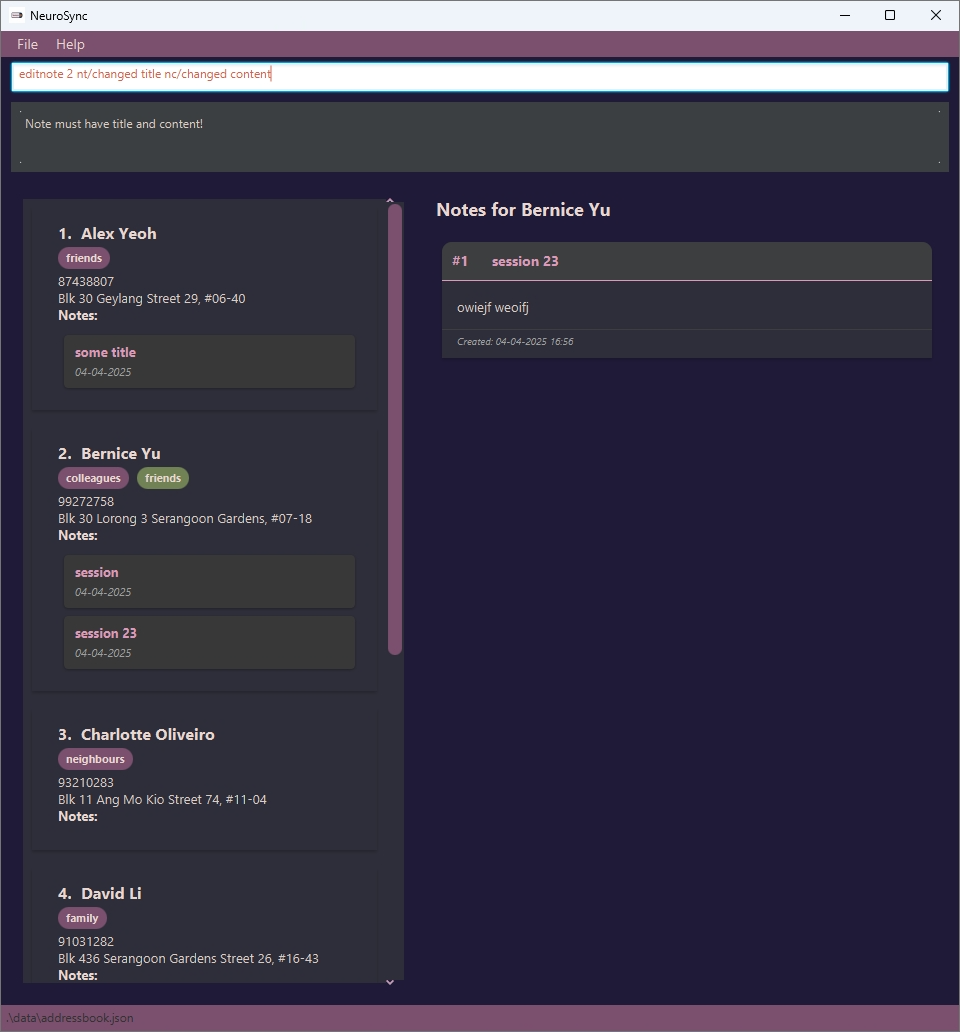 NeuroSync
File Help
editnote 2 nt/changed title nc/changed content
Note must have title and content!
1. Alex Yeoh
friends
87438807
Blk 30 Geylang Street 29, #06-40
Notes:
some title
04-04-2025
2. Bernice Yu
colleagues friends
99272758
Blk 30 Lorong 3 Serangoon Gardens, #07-18
Notes:
session
04-04-2025
session 23
04-04-2025
3. Charlotte Oliveiro
neighbours
93210283
Blk 11 Ang Mo Kio Street 74, #11-04
Notes:
4. David Li
family
91031282
Blk 436 Serangoon Gardens Street 26, #16-43
Notes:
Notes for Bernice Yu
#1 session 23
owiejf weoifj
Created: 04-04-2025 16:56
.\data\addressbook.json